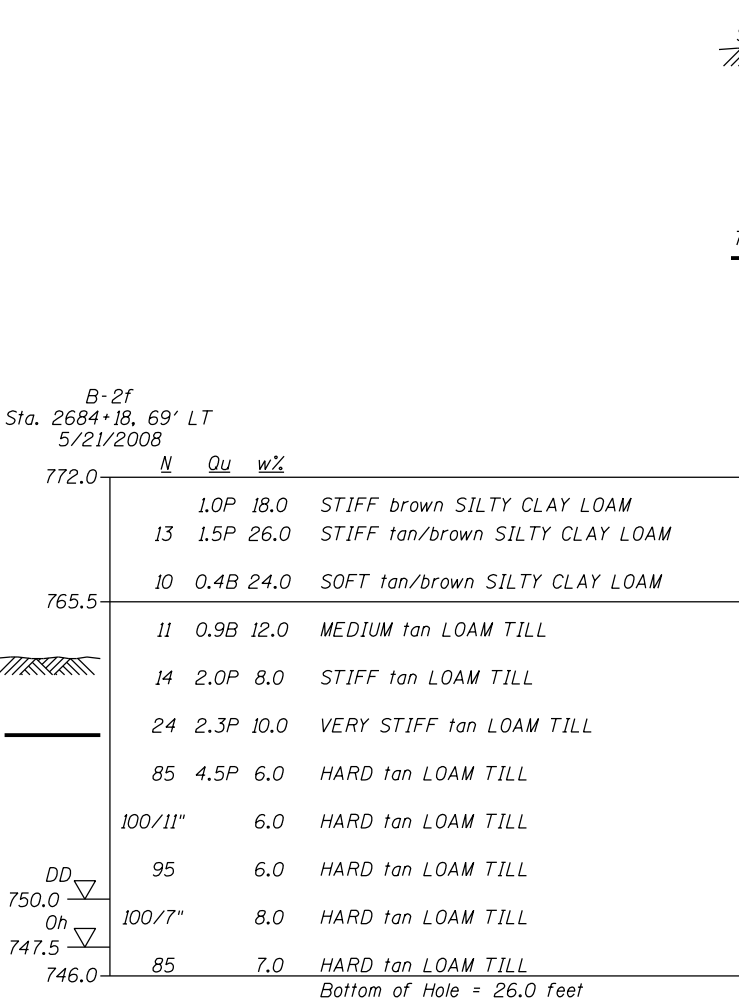 B-2f
Sta. 2684+18, 69' LT
5/21/2008
N Qu w%
772.0
1.0P 18.0 STIFF brown SILTY CLAY LOAM
13 1.5P 26.0 STIFF tan/brown SILTY CLAY LOAM
10 0.4B 24.0 SOFT tan/brown SILTY CLAY LOAM
765.5
11 0.9B 12.0 MEDIUM tan LOAM TILL
14 2.0P 8.0 STIFF tan LOAM TILL
24 2.3P 10.0 VERY STIFF tan LOAM TILL
85 4.5P 6.0 HARD tan LOAM TILL
100/11" 6.0 HARD tan LOAM TILL
95 6.0 HARD tan LOAM TILL
DD
750.0
100/7" 8.0 HARD tan LOAM TILL
0h
747.5
85 7.0 HARD tan LOAM TILL
746.0
Bottom of Hole = 26.0 feet